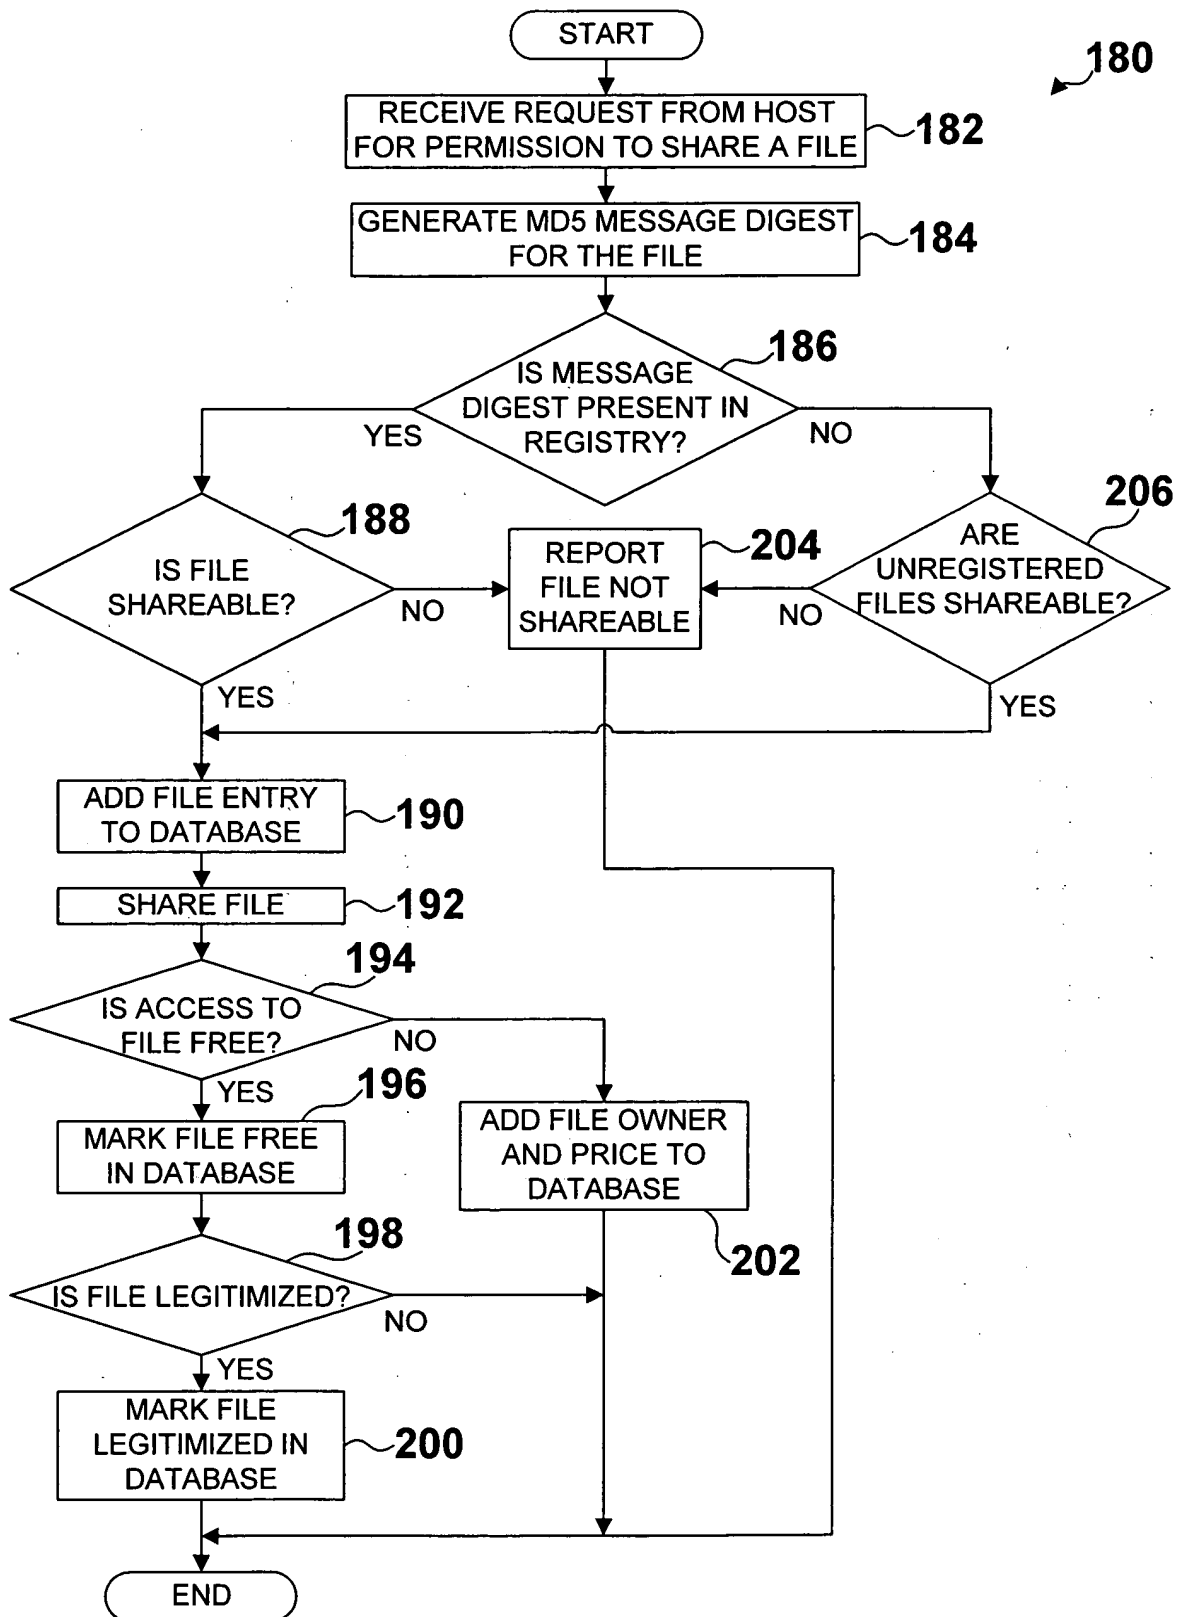 START
180
RECEIVE REQUEST FROM HOST
FOR PERMISSION TO SHARE A FILE
182
GENERATE MD5 MESSAGE DIGEST
FOR THE FILE
184
186
IS MESSAGE
DIGEST PRESENT IN
REGISTRY?
YES
NO
188
IS FILE
SHAREABLE?
NO
YES
204
REPORT
FILE NOT
SHAREABLE
206
ARE
UNREGISTERED
FILES SHAREABLE?
NO
YES
ADD FILE ENTRY
TO DATABASE
190
SHARE FILE
192
194
IS ACCESS TO
FILE FREE?
NO
YES
196
MARK FILE FREE
IN DATABASE
ADD FILE OWNER
AND PRICE TO
DATABASE
202
198
IS FILE LEGITIMIZED?
NO
YES
MARK FILE
LEGITIMIZED IN
DATABASE
200
END